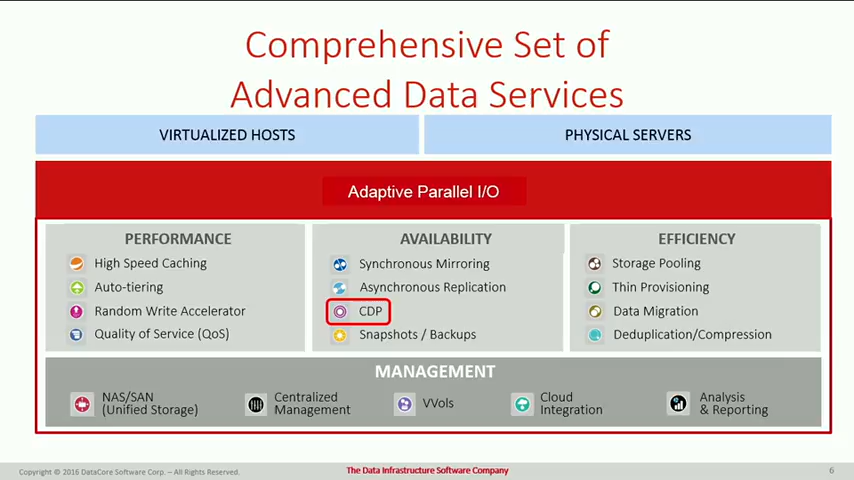 Comprehensive Set of
Advanced Data Services
VIRTUALIZED HOSTS
PHYSICAL SERVERS
Adaptive Parallel I/O
PERFORMANCE
High Speed Caching
Auto-tiering
Random Write Accelerator
Quality of Service (QoS)
AVAILABILITY
Synchronous Mirroring
Asynchronous Replication
CDP
Snapshots / Backups
EFFICIENCY
Storage Pooling
Thin Provisioning
Data Migration
Deduplication/Compression
MANAGEMENT
NAS/SAN
(Unified Storage)
Centralized
Management
VVols
Cloud
Integration
Analysis
& Reporting
Copyright © 2016 DataCore Software Corp. – All Rights Reserved.
The Data Infrastructure Software Company
6